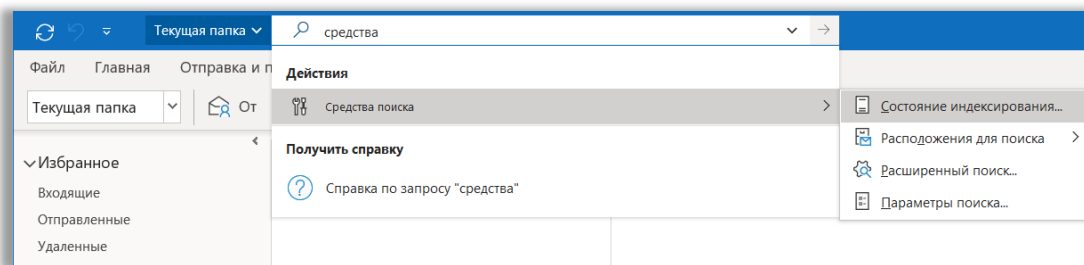 Текущая папка
средства
Файл Главная Отправка и п
Текущая папка
От
Избранное
Входящие
Отправленные
Удаленные
Действия
Средства поиска
Получить справку
Справка по запросу "средства"
Состояние индексирования...
Расположения для поиска
Расширенный поиск...
Параметры поиска...